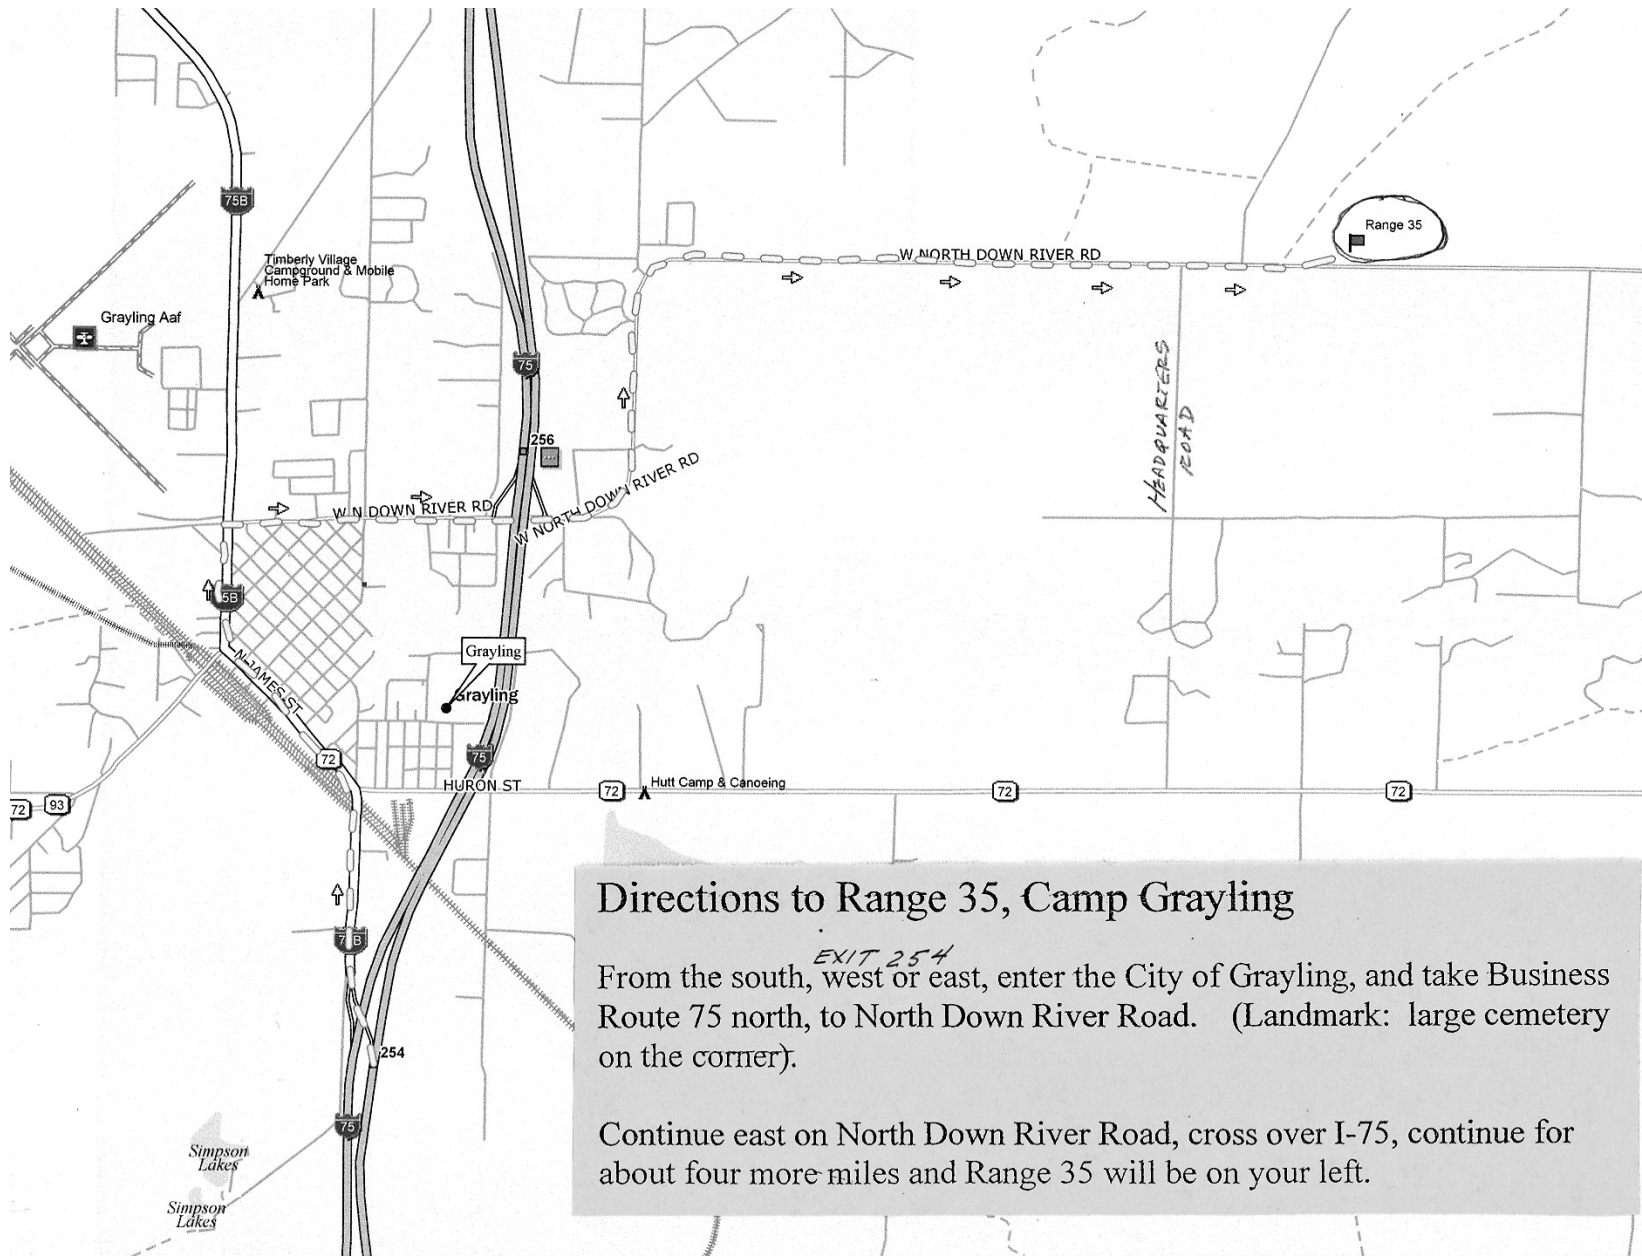 75B
Timberly Village
Campground & Mobile
Home Park
Grayling Aaf
75
256
W N DOWN RIVER RD
W NORTH DOWN RIVER RD
W NORTH DOWN RIVER RD
Range 35
HEADQUARTERS
ROAD
5B
N JAMES ST
Grayling
Grayling
72
75
HURON ST
72
Hutt Camp & Canoeing
72
72
72
93
7 B
254
75
Simpson
Lakes
Simpson
Lakes
Directions to Range 35, Camp Grayling
EXIT 254
From the south, west or east, enter the City of Grayling, and take Business
Route 75 north, to North Down River Road. (Landmark: large cemetery
on the corner).
Continue east on North Down River Road, cross over I-75, continue for
about four more miles and Range 35 will be on your left.